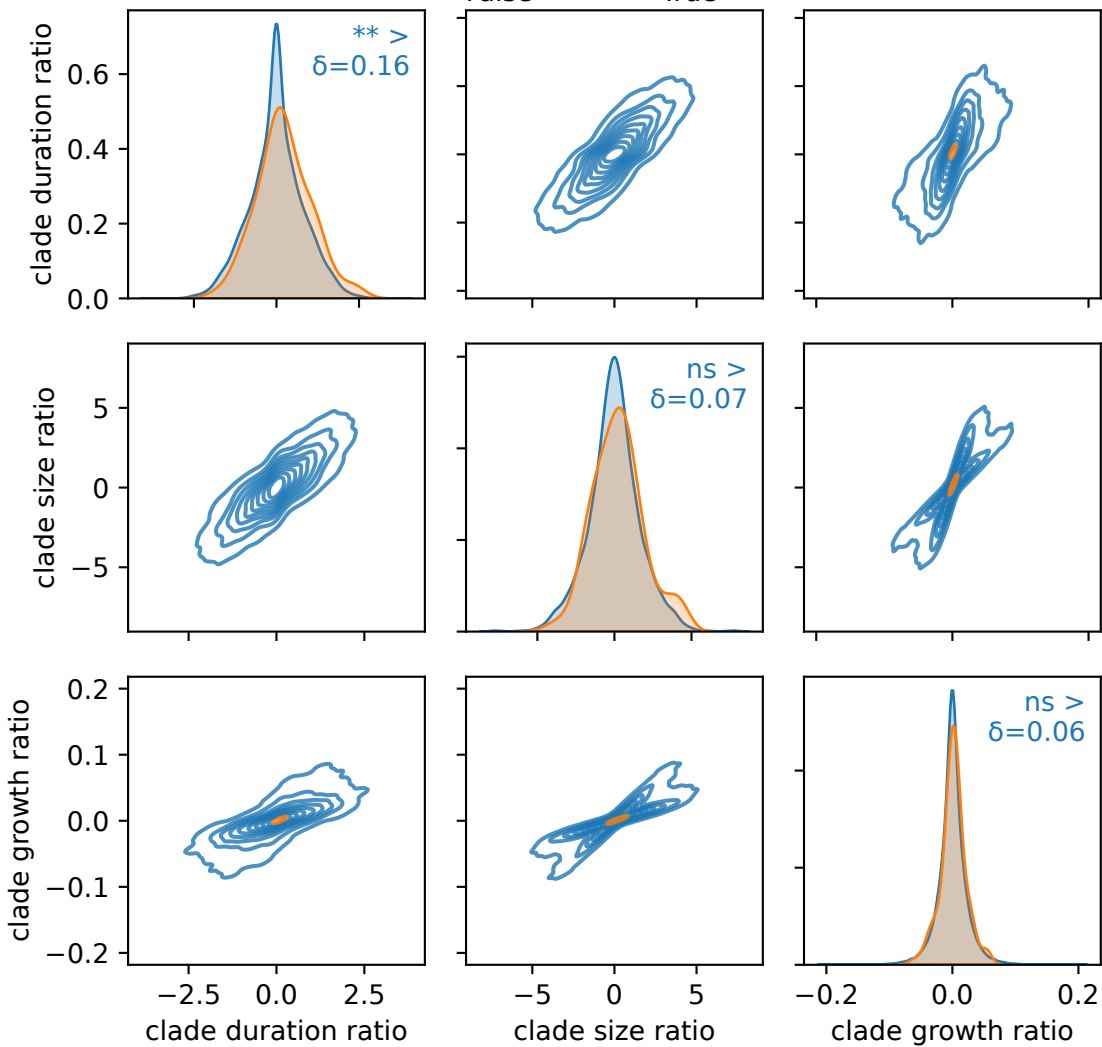 ** >
δ=0.16
clade duration ratio
0.6
0.4
0.2
0.0
ns >
δ=0.07
clade size ratio
5
0
−5
ns >
δ=0.06
clade growth ratio
0.2
0.1
0.0
−0.1
−0.2
−2.5 0.0 2.5
−5 0 5
−0.2 0.0 0.2
clade duration ratio
clade size ratio
clade growth ratio